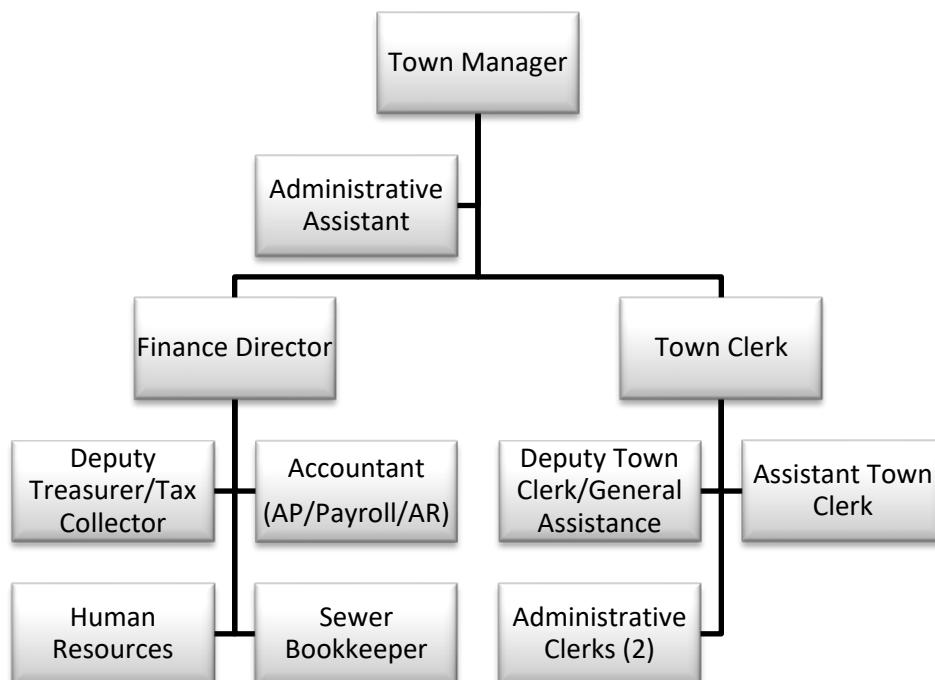 Town Manager
Administrative
Assistant
Finance Director
Town Clerk
Deputy
Treasurer/Tax
Collector
Accountant
(AP/Payroll/AR)
Deputy Town
Clerk/General
Assistance
Assistant Town
Clerk
Human
Resources
Sewer
Bookkeeper
Administrative
Clerks (2)